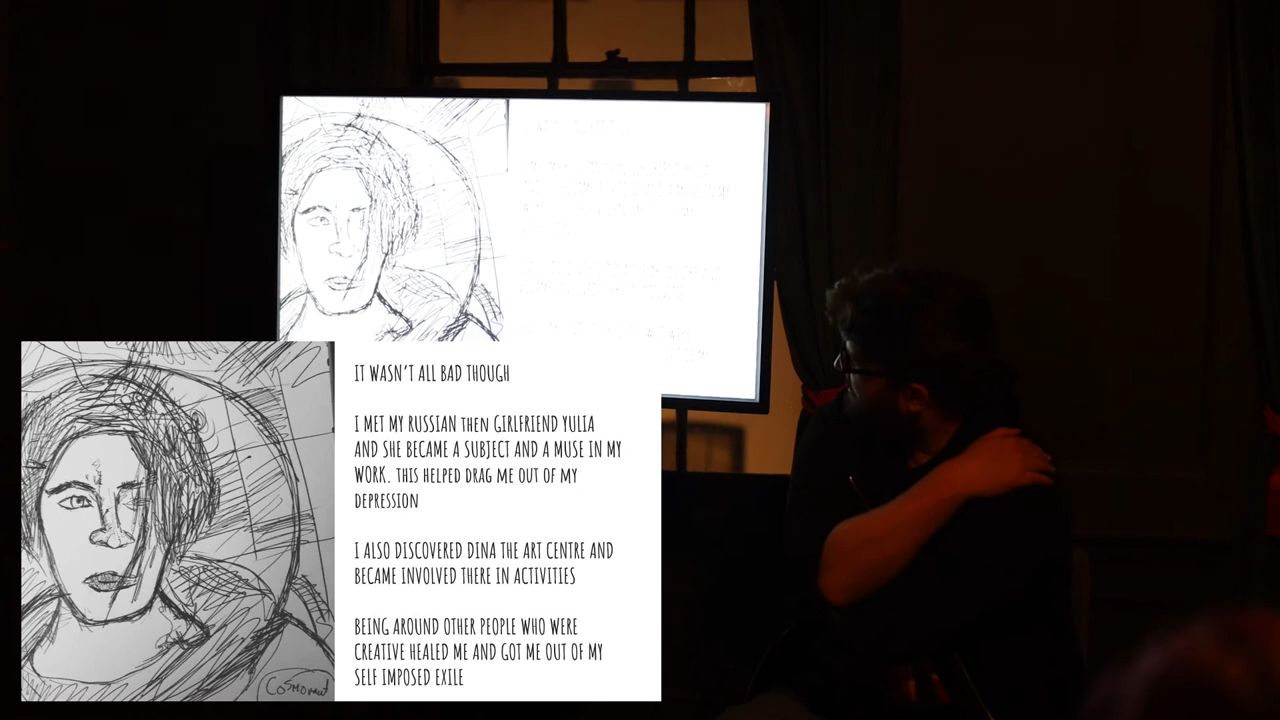 IT WASN'T ALL BAD THOUGH
I MET MY RUSSIAN THEN GIRLFRIEND YULIA
AND SHE BECAME A SUBJECT AND A MUSE IN MY
WORK. THIS HELPED DRAG ME OUT OF MY
DEPRESSION
I ALSO DISCOVERED DINA THE ART CENTRE AND
BECAME INVOLVED THERE IN ACTIVITIES
BEING AROUND OTHER PEOPLE WHO WERE
CREATIVE HEALED ME AND GOT ME OUT OF MY
SELF IMPOSED EXILE